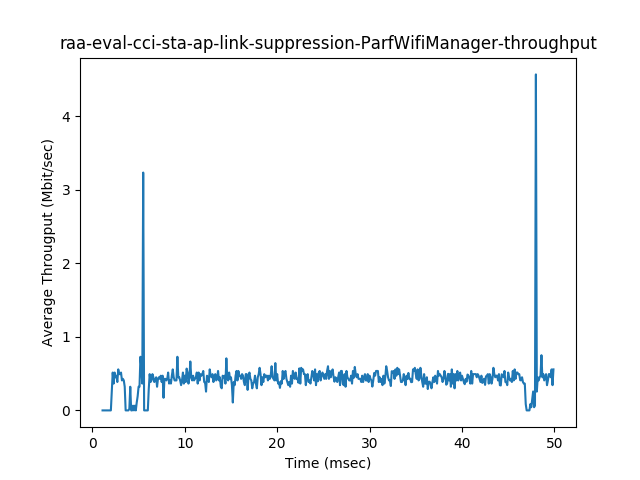 raa-eval-cci-sta-ap-link-suppression-ParfWifiManager-throughput
Average Througput (Mbit/sec)
4
3
2
1
0
0 10 20 30 40 50
Time (msec)